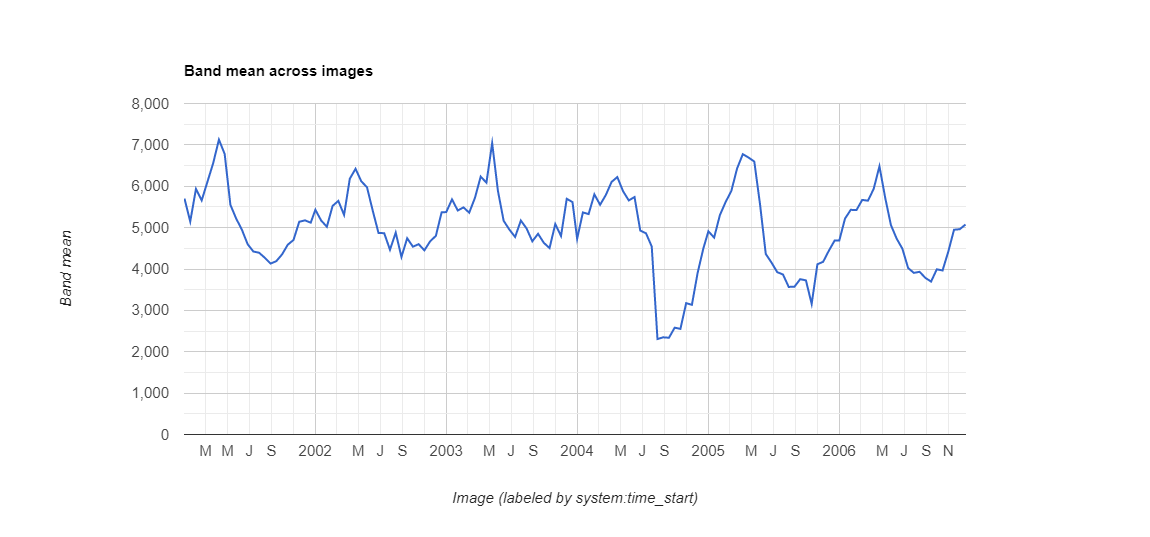 Band mean across images
8,000
7,000
6,000
5,000
4,000
3,000
2,000
1,000
0
Band mean
M M J S 2002 M J S 2003 M J S 2004 M J S 2005 M J S 2006 M J S N
Image (labeled by system:time_start)